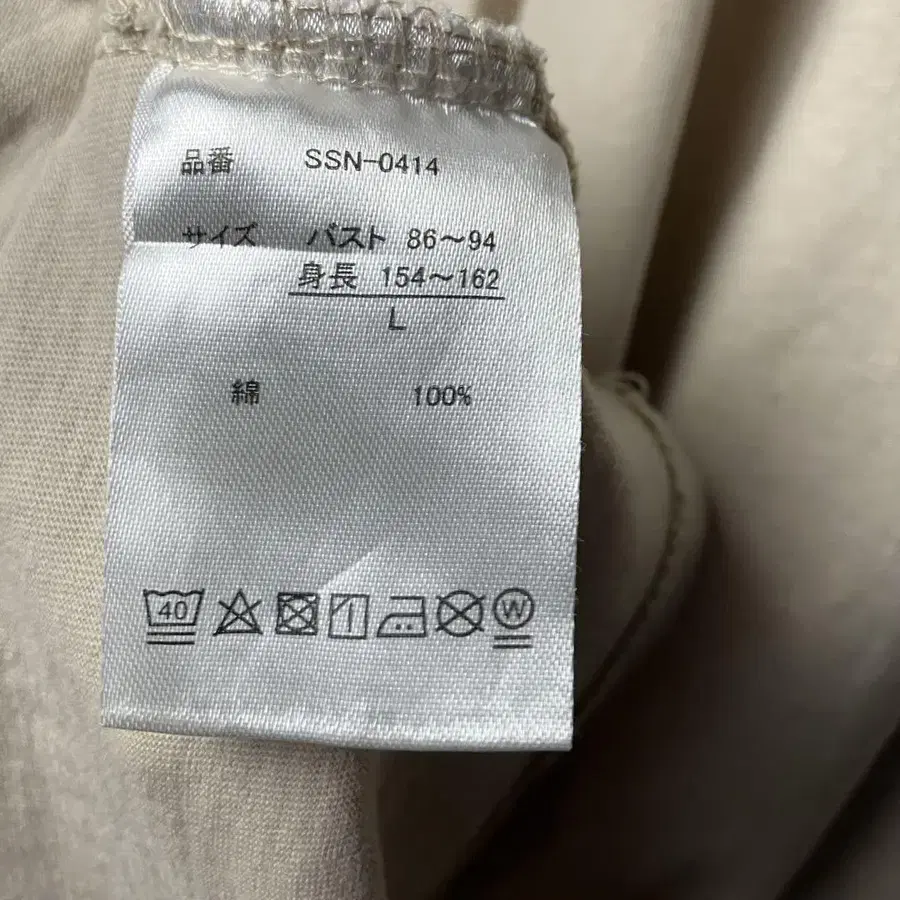 品番 SSN-0414
サイズ バスト 86～94
身長 154～162
L
綿 100%
40 W